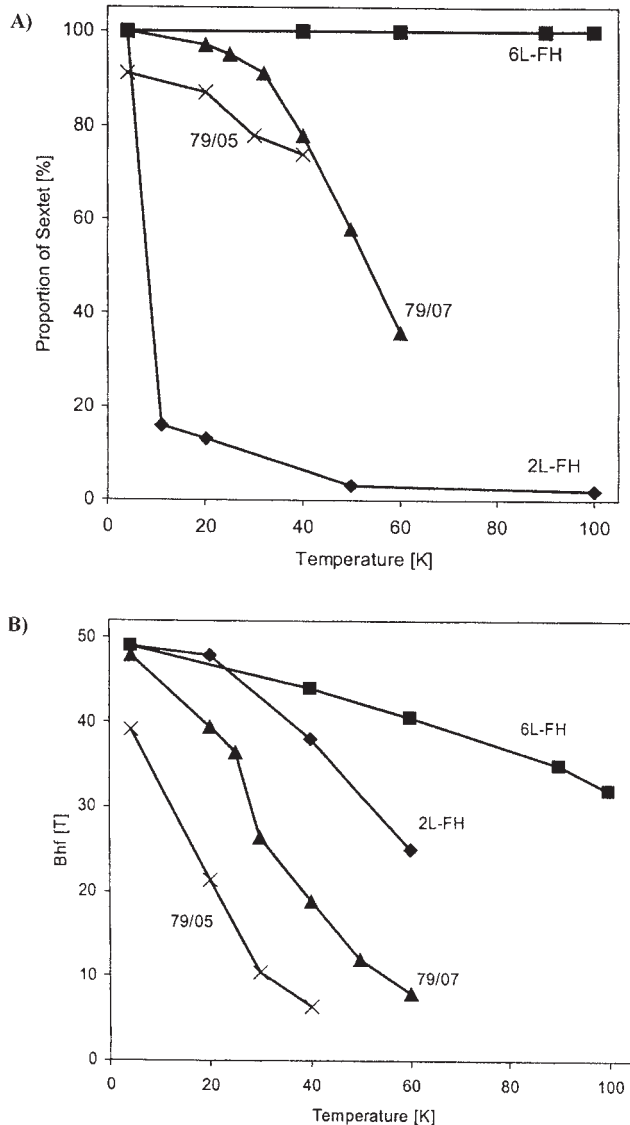 A)
100
80
60
40
20
0
Proportion of Sextet [%]
6L-FH
79/05
79/07
2L-FH
0 20 40 60 80 100
Temperature [K]
B)
50
40
30
20
10
0
Bhf [T]
6L-FH
2L-FH
79/05
79/07
0 20 40 60 80 100
Temperature [K]